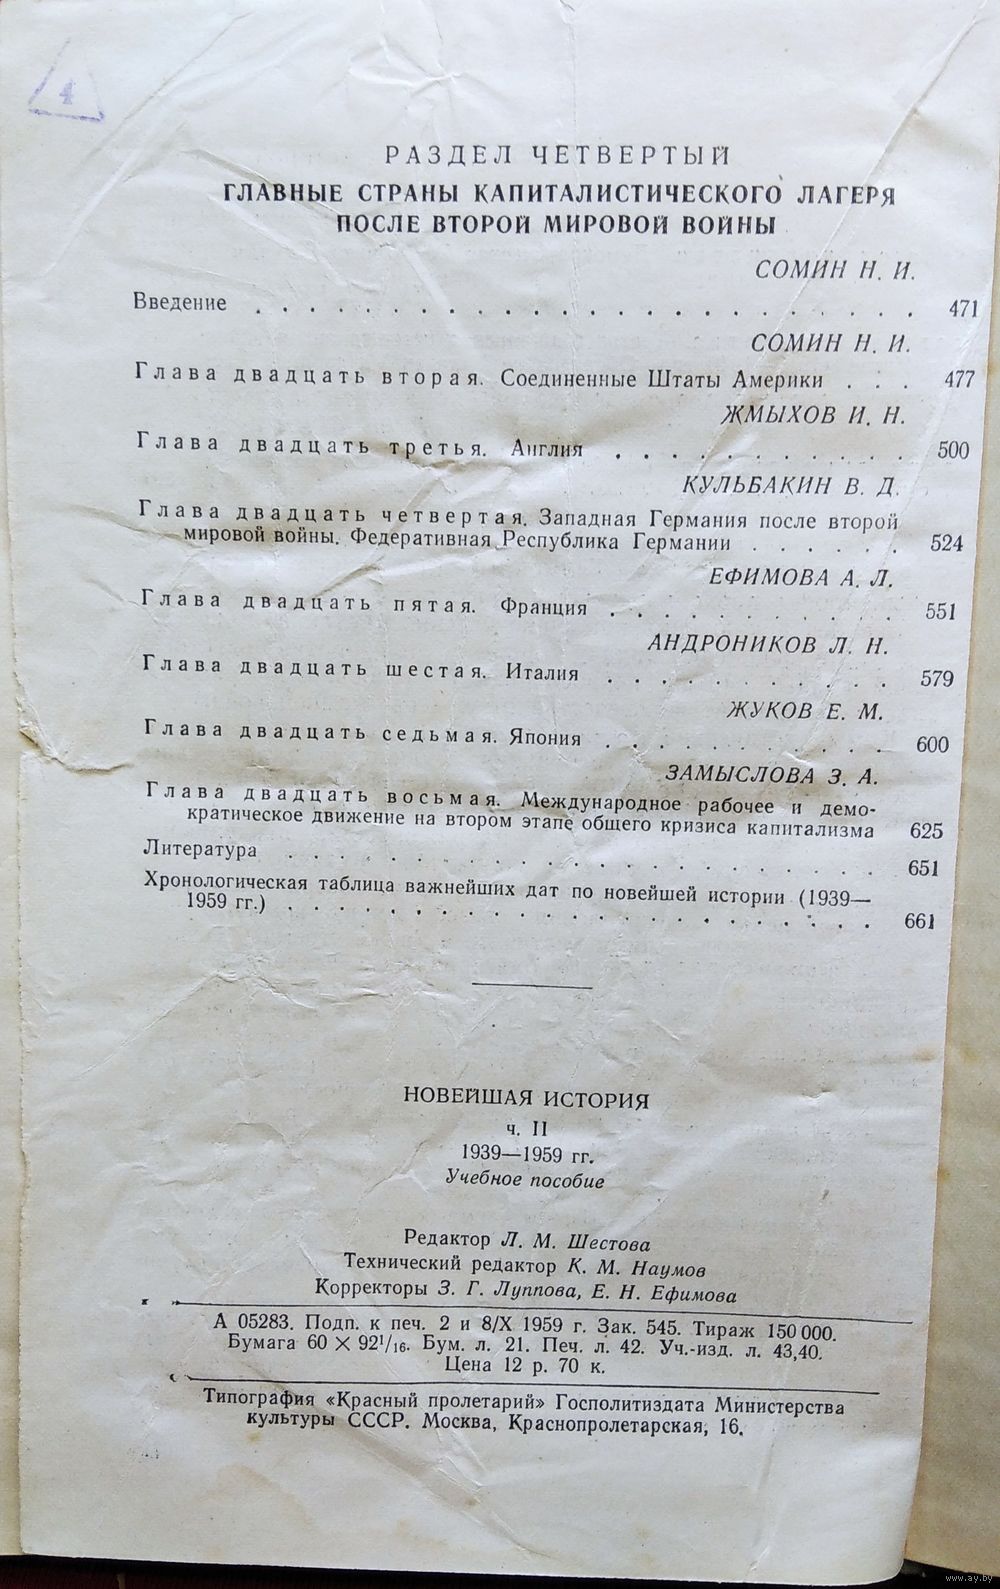 4
РАЗДЕЛ ЧЕТВЕРТЫЙ
ГЛАВНЫЕ СТРАНЫ КАПИТАЛИСТИЧЕСКОГО ЛАГЕРЯ
ПОСЛЕ ВТОРОЙ МИРОВОЙ ВОЙНЫ
СОМИН Н. И.
Введение . . . . . . . . . . . . . . . . . . . . . . . . 471
СОМИН Н. И.
Глава двадцать вторая. Соединенные Штаты Америки . . . 477
ЖМЫХОВ И. Н.
Глава двадцать третья. Англия . . . . . . . . . . . 500
КУЛЬБАКИН В. Д.
Глава двадцать четвертая. Западная Германия после второй
мировой войны. Федеративная Республика Германии . . . . . . 524
ЕФИМОВА А. Л.
Глава двадцать пятая. Франция . . . . . . . . . . . 551
АНДРОНИКОВ Л. Н.
Глава двадцать шестая. Италия . . . . . . . . . . . 579
ЖУКОВ Е. М.
Глава двадцать седьмая. Япония . . . . . . . . . . . 600
ЗАМЫСЛОВА З. А.
Глава двадцать восьмая. Международное рабочее и демо-
кратическое движение на втором этапе общего кризиса капитализма 625
Литература . . . . . . . . . . . . . . . . . . . . . . 651
Хронологическая таблица важнейших дат по новейшей истории (1939—
1959 гг.) . . . . . . . . . . . . . . . . . . . . . . 661
НОВЕЙШАЯ ИСТОРИЯ
ч. II
1939—1959 гг.
Учебное пособие
Редактор Л. М. Шестова
Технический редактор К. М. Наумов
Корректоры З. Г. Луппова, Е. Н. Ефимова
А 05283. Подп. к печ. 2 и 8/X 1959 г. Зак. 545. Тираж 150 000.
Бумага 60 × 92¹/₁₆. Бум. л. 21. Печ. л. 42. Уч.-изд. л. 43,40.
Цена 12 р. 70 к.
Типография «Красный пролетарий» Госполитиздата Министерства
культуры СССР. Москва, Краснопролетарская, 16.
www.ay.by